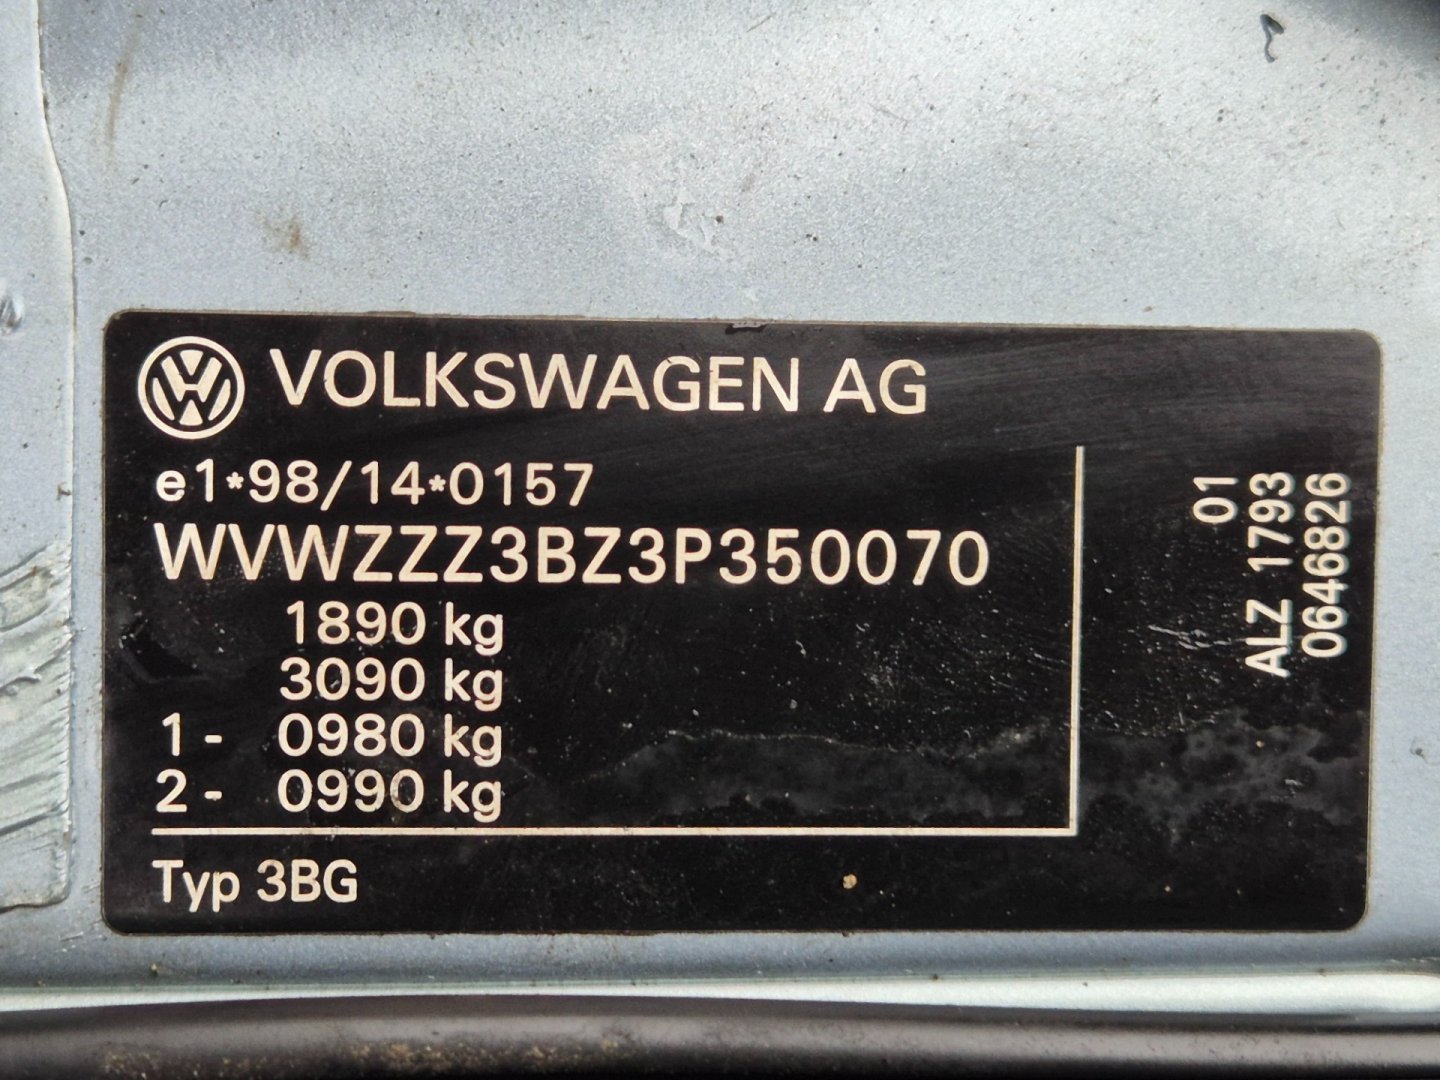 VOLKSWAGEN AG
e1*98/14*0157
WVWZZZ3BZ3P350070
1890 kg
3090 kg
1- 0980 kg
2- 0990 kg
Typ 3BG
01
ALZ 1793
0646826